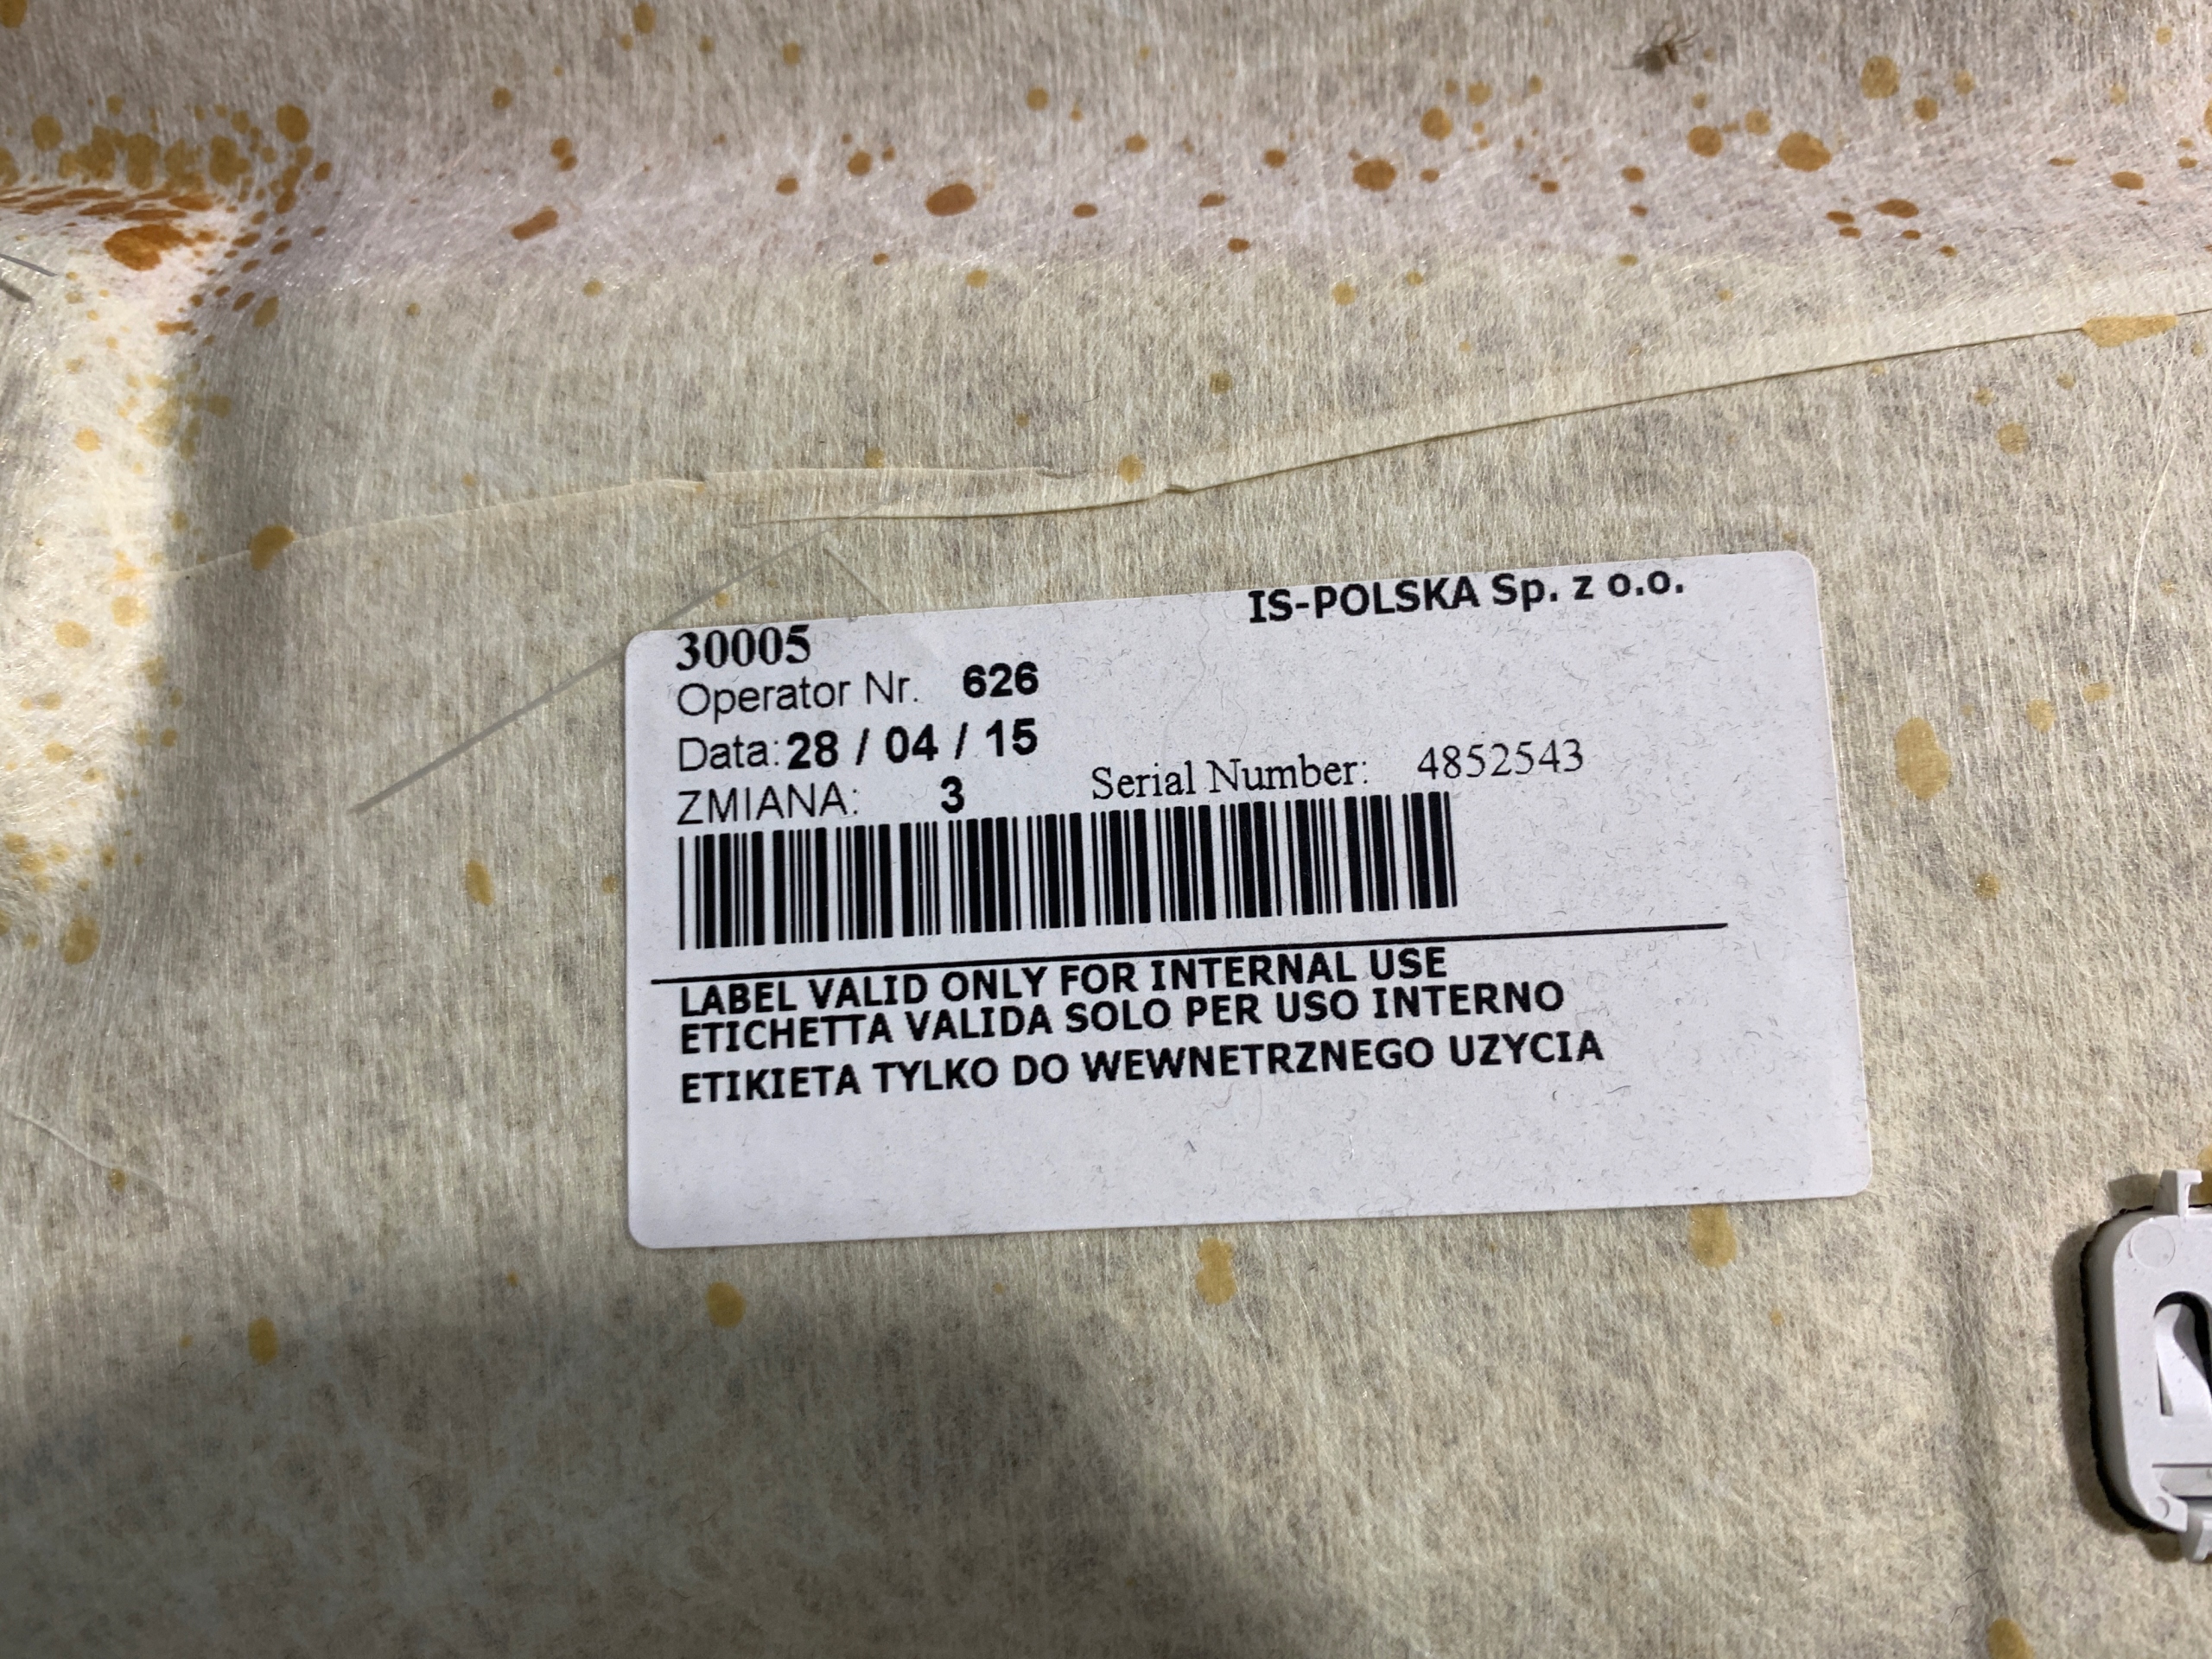 IS-POLSKA Sp. z o.o.
30005
Operator Nr. 626
Data: 28 / 04 / 15
ZMIANA: 3 Serial Number: 4852543
LABEL VALID ONLY FOR INTERNAL USE
ETICHETTA VALIDA SOLO PER USO INTERNO
ETIKIETA TYLKO DO WEWNETRZNEGO UZYCIA